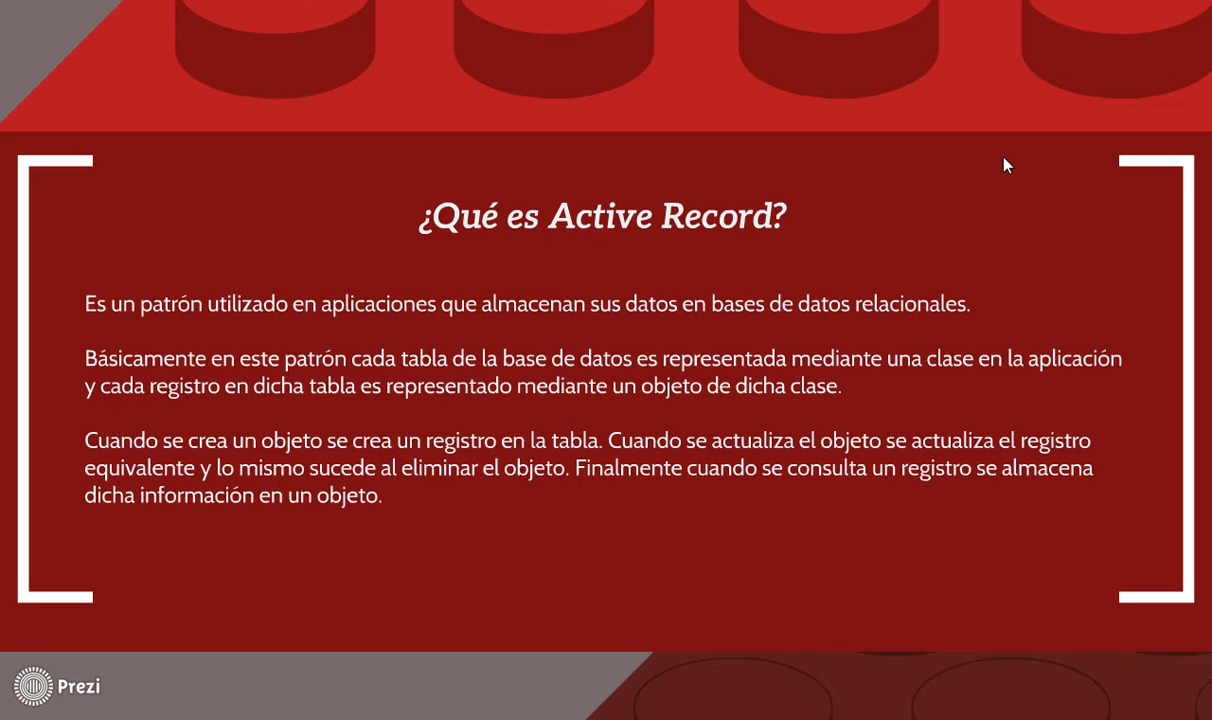 ¿Qué es Active Record?
Es un patrón utilizado en aplicaciones que almacenan sus datos en bases de datos relacionales.
Básicamente en este patrón cada tabla de la base de datos es representada mediante una clase en la aplicación
y cada registro en dicha tabla es representado mediante un objeto de dicha clase.
Cuando se crea un objeto se crea un registro en la tabla. Cuando se actualiza el objeto se actualiza el registro
equivalente y lo mismo sucede al eliminar el objeto. Finalmente cuando se consulta un registro se almacena
dicha información en un objeto.
Prezi